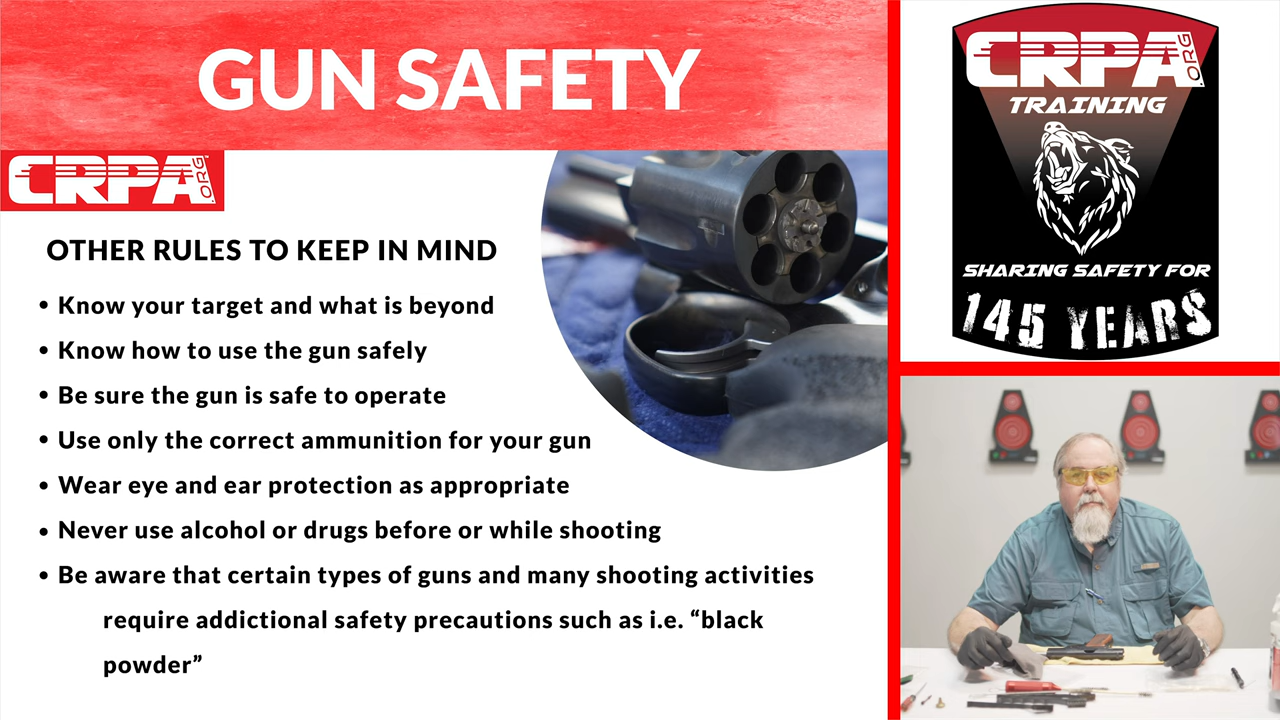 GUN SAFETY
CRPA.ORG
OTHER RULES TO KEEP IN MIND
• Know your target and what is beyond
• Know how to use the gun safely
• Be sure the gun is safe to operate
• Use only the correct ammunition for your gun
• Wear eye and ear protection as appropriate
• Never use alcohol or drugs before or while shooting
• Be aware that certain types of guns and many shooting activities
require addictional safety precautions such as i.e. “black
powder”
CRPA.ORG
TRAINING
SHARING SAFETY FOR
145 YEARS